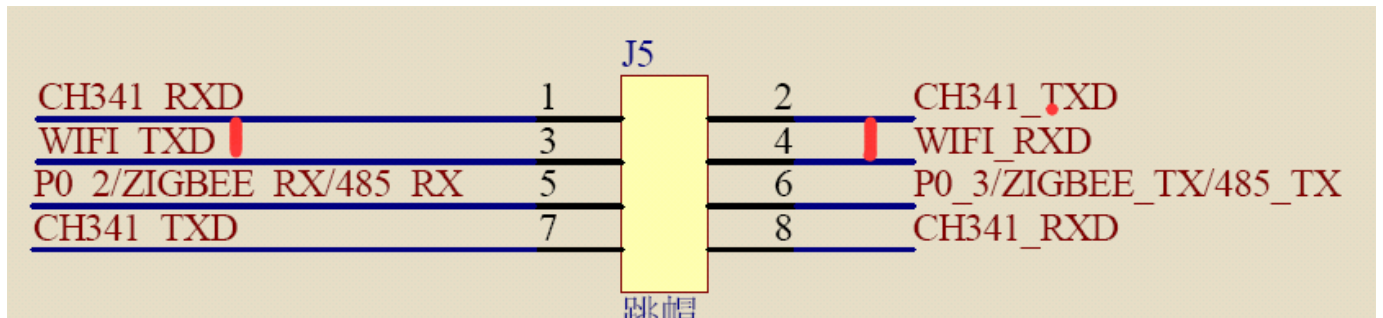 J5
CH341_RXD 1 2 CH341_TXD
WIFI_TXD 3 4 WIFI_RXD
P0_2/ZIGBEE_RX/485_RX 5 6 P0_3/ZIGBEE_TX/485_TX
CH341_TXD 7 8 CH341_RXD
跳帽